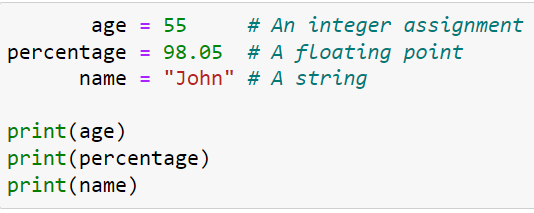 age = 55     # An integer assignment
percentage = 98.05  # A floating point
      name = "John" # A string

print(age)
print(percentage)
print(name)